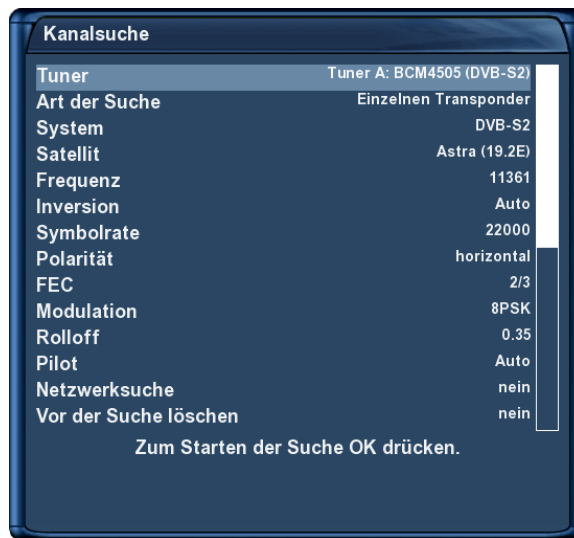 Kanalsuche
Tuner Tuner A: BCM4505 (DVB-S2)
Art der Suche Einzelnen Transponder
System DVB-S2
Satellit Astra (19.2E)
Frequenz 11361
Inversion Auto
Symbolrate 22000
Polarität horizontal
FEC 2/3
Modulation 8PSK
Rolloff 0.35
Pilot Auto
Netzwerksuche nein
Vor der Suche löschen nein
Zum Starten der Suche OK drücken.